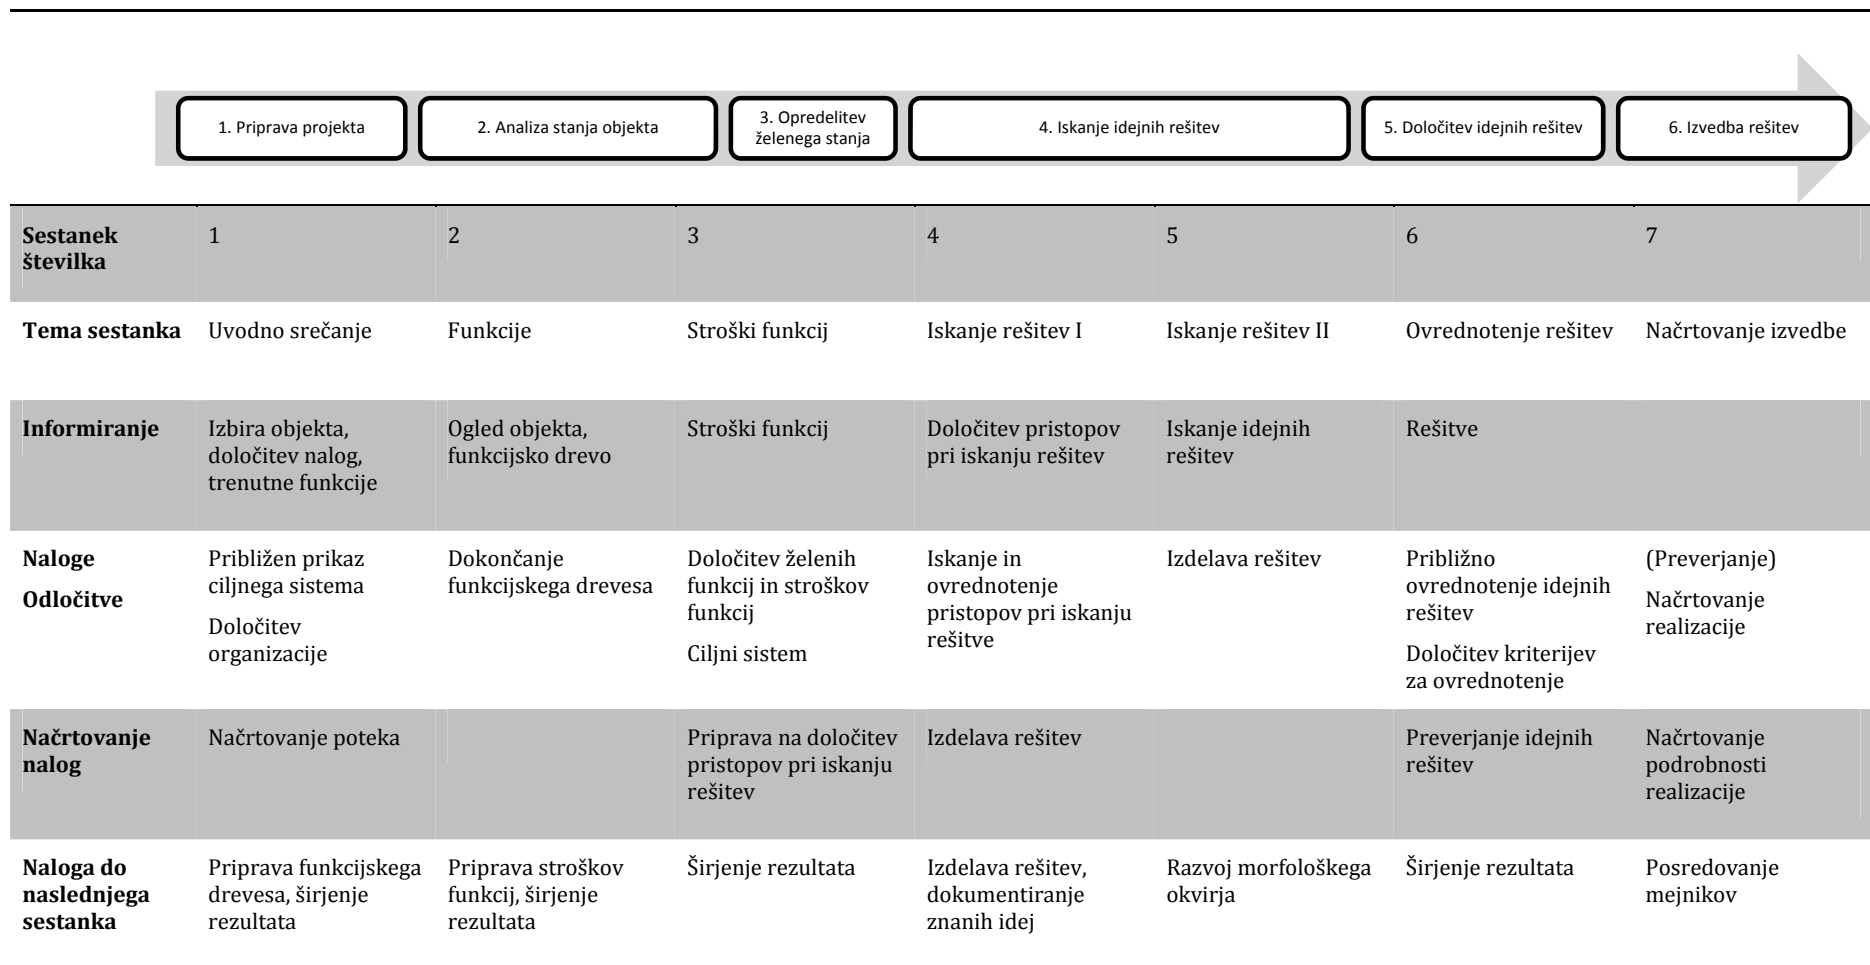 1. Priprava projekta
2. Analiza stanja objekta
3. Opredelitev
želenega stanja
4. Iskanje idejnih rešitev
5. Določitev idejnih rešitev
6. Izvedba rešitev
Sestanek
številka
1
2
3
4
5
6
7
Tema sestanka
Uvodno srečanje
Funkcije
Stroški funkcij
Iskanje rešitev I
Iskanje rešitev II
Ovrednotenje rešitev
Načrtovanje izvedbe
Informiranje
Izbira objekta,
določitev nalog,
trenutne funkcije
Ogled objekta,
funkcijsko drevo
Stroški funkcij
Določitev pristopov
pri iskanju rešitev
Iskanje idejnih
rešitev
Rešitve
Naloge
Odločitve
Približen prikaz
ciljnega sistema
Določitev
organizacije
Dokončanje
funkcijskega drevesa
Določitev želenih
funkcij in stroškov
funkcij
Ciljni sistem
Iskanje in
ovrednotenje
pristopov pri iskanju
rešitve
Izdelava rešitev
Približno
ovrednotenje idejnih
rešitev
Določitev kriterijev
za ovrednotenje
(Preverjanje)
Načrtovanje
realizacije
Načrtovanje
nalog
Načrtovanje poteka
Priprava na določitev
pristopov pri iskanju
rešitev
Izdelava rešitev
Preverjanje idejnih
rešitev
Načrtovanje
podrobnosti
realizacije
Naloga do
naslednjega
sestanka
Priprava funkcijskega
drevesa, širjenje
rezultata
Priprava stroškov
funkcij, širjenje
rezultata
Širjenje rezultata
Izdelava rešitev,
dokumentiranje
znanih idej
Razvoj morfološkega
okvirja
Širjenje rezultata
Posredovanje
mejnikov